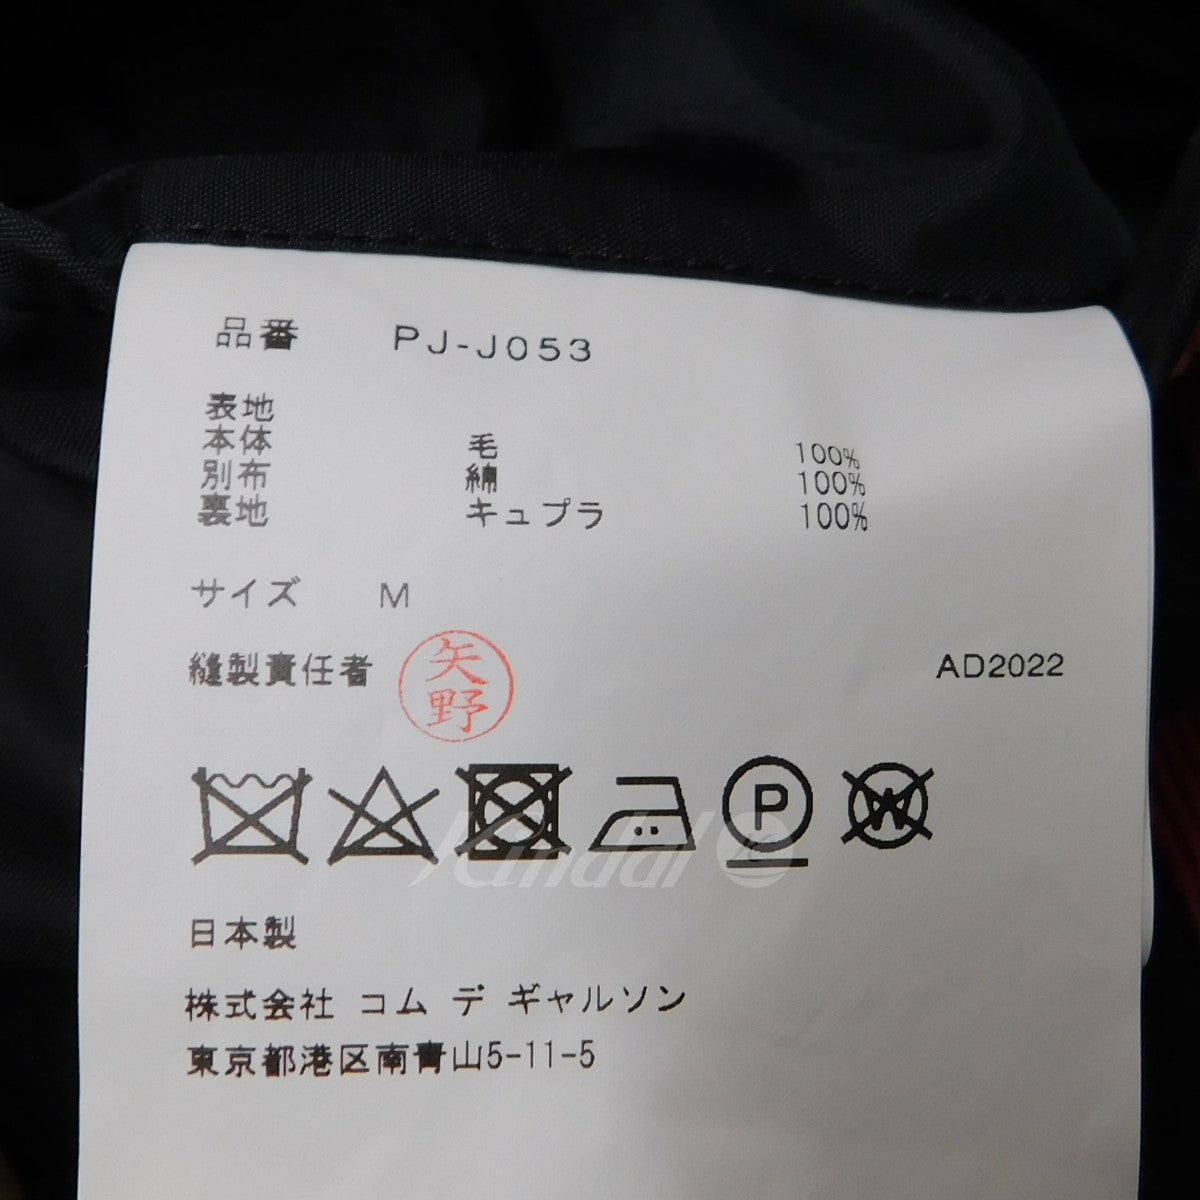 品番 PJ-J053
表地
本体 毛 100%
別布 綿 100%
裏地 キュプラ 100%
サイズ M
縫製責任者 矢野 AD2022
P W
kindal
日本製
株式会社 コム デ ギャルソン
東京都港区南青山5-11-5